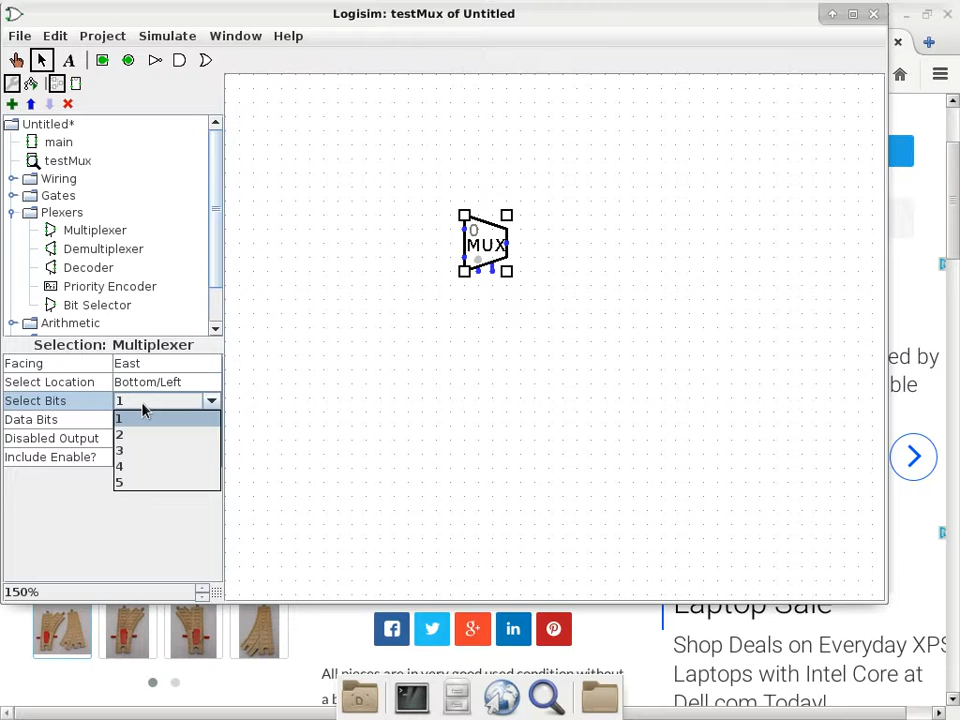 Logisim: testMux of Untitled
File Edit Project Simulate Window Help
A
Untitled*
main
testMux
Wiring
Gates
Plexers
Multiplexer
Demultiplexer
Decoder
Priority Encoder
Bit Selector
Arithmetic
Selection: Multiplexer
Facing East
Select Location Bottom/Left
Select Bits 1
Data Bits 1
Disabled Output 2
3
Include Enable? 4
5
150%
0
MUX
ed by
ble
Laptop Sale
Shop Deals on Everyday XPS
Laptops with Intel Core at
Dell.com Today!
All pieces are in very good used condition without
a b